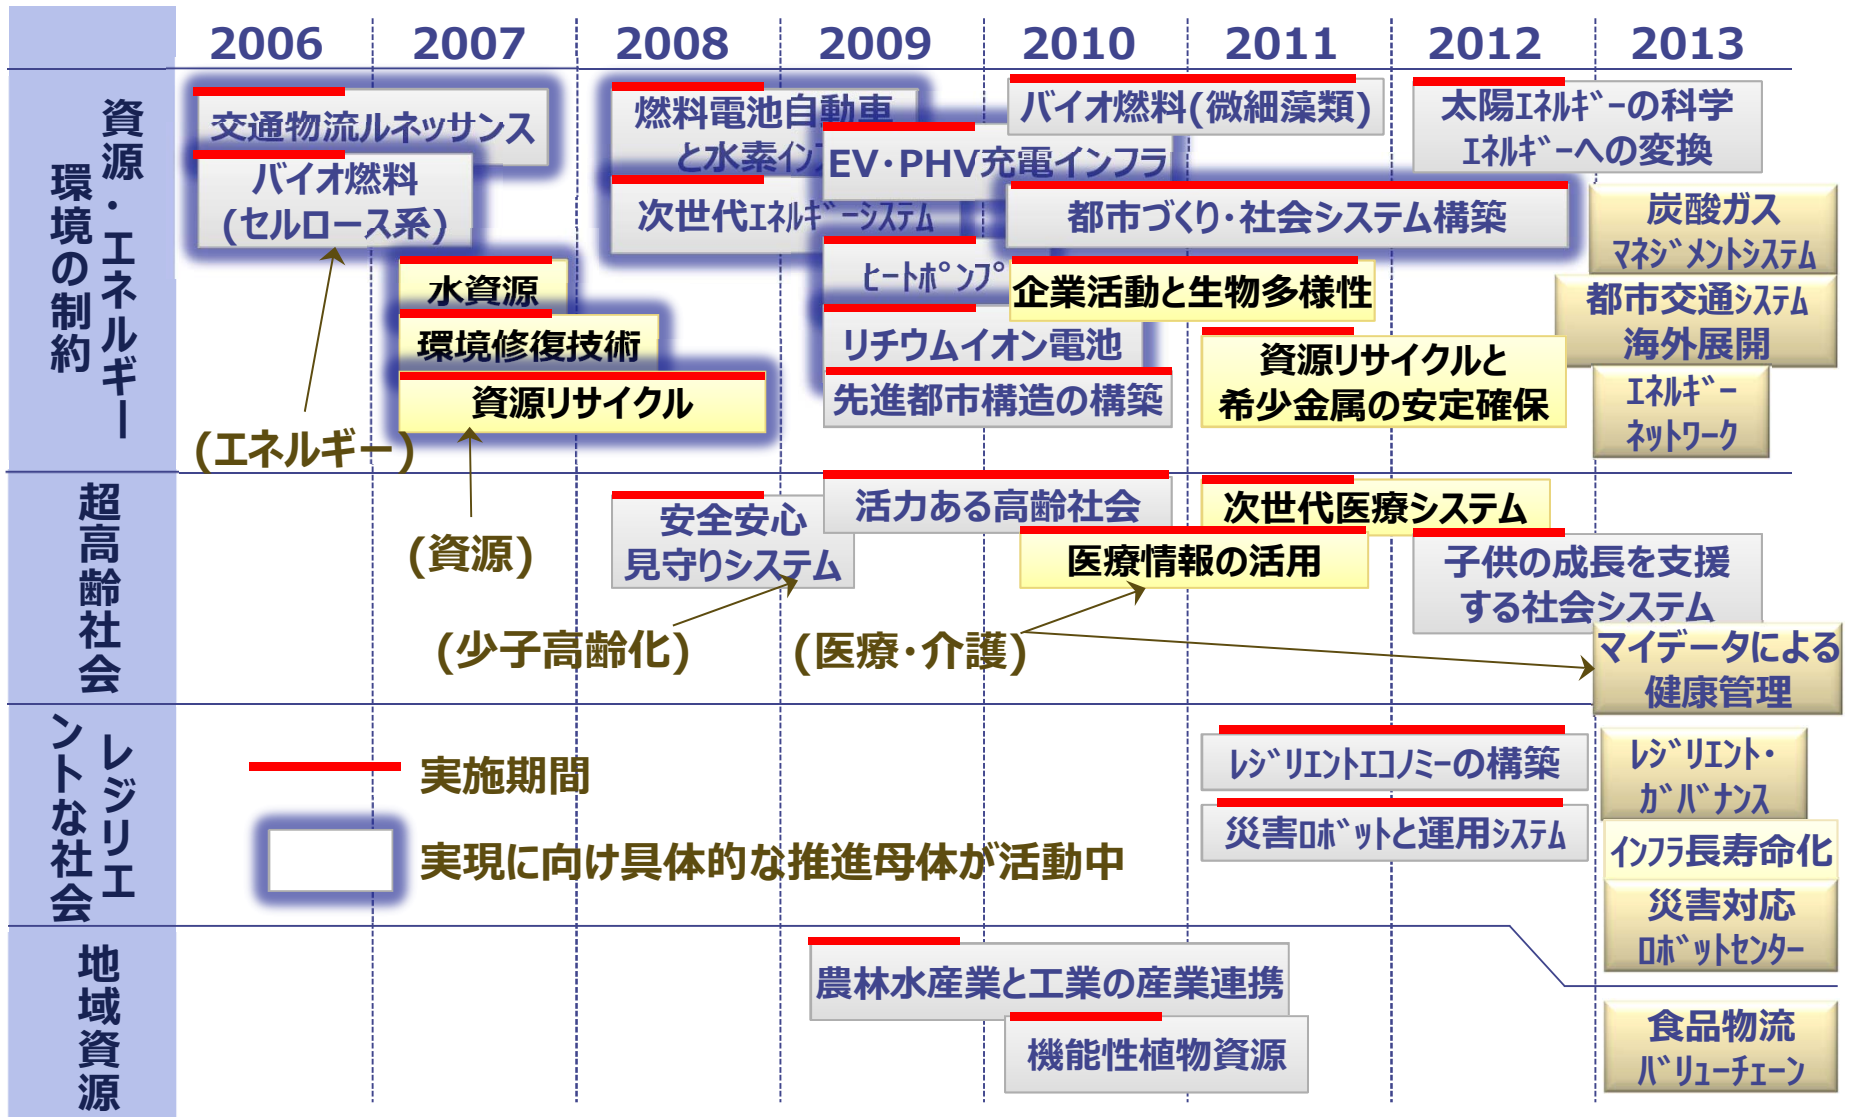 2006 2007 2008 2009 2010 2011 2012 2013
資源・エネルギー
環境の制約
交通物流ルネッサンス
バイオ燃料
(セルロース系)
水資源
環境修復技術
資源リサイクル
(エネルギー)
燃料電池自動車
と水素インフ
次世代エネルギーシステム
EV・PHV充電インフラ
ヒートポンプ
リチウムイオン電池
先進都市構造の構築
バイオ燃料(微細藻類)
都市づくり・社会システム構築
企業活動と生物多様性
資源リサイクルと
希少金属の安定確保
太陽エネルギーの科学
エネルギーへの変換
炭酸ガス
マネジメントシステム
都市交通システム
海外展開
エネルギー
ネットワーク
超高齢社会
(資源)
安全安心
見守りシステム
(少子高齢化)
活力ある高齢社会
医療情報の活用
(医療・介護)
次世代医療システム
子供の成長を支援
する社会システム
マイデータによる
健康管理
レジリエ
ントな社会
実施期間
実現に向け具体的な推進母体が活動中
レジリエントエコノミーの構築
災害ロボットと運用システム
レジリエント・
ガバナンス
インフラ長寿命化
災害対応
ロボットセンター
地域資源
農林水産業と工業の産業連携
機能性植物資源
食品物流
バリューチェーン